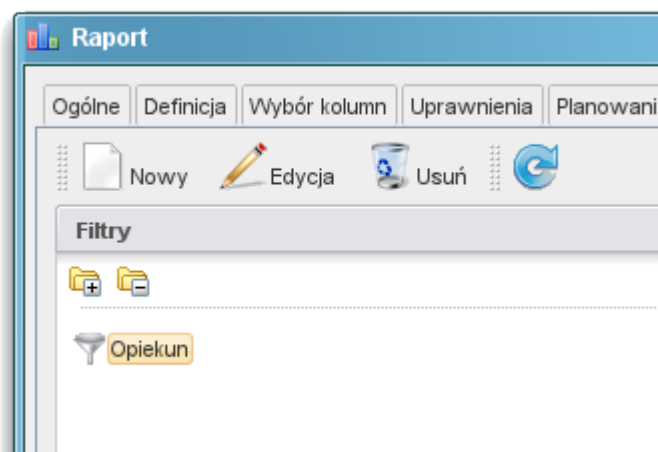 Raport
Ogólne Definicja Wybór kolumn Uprawnienia Planowani
Nowy Edycja Usuń
Filtry
Opiekun